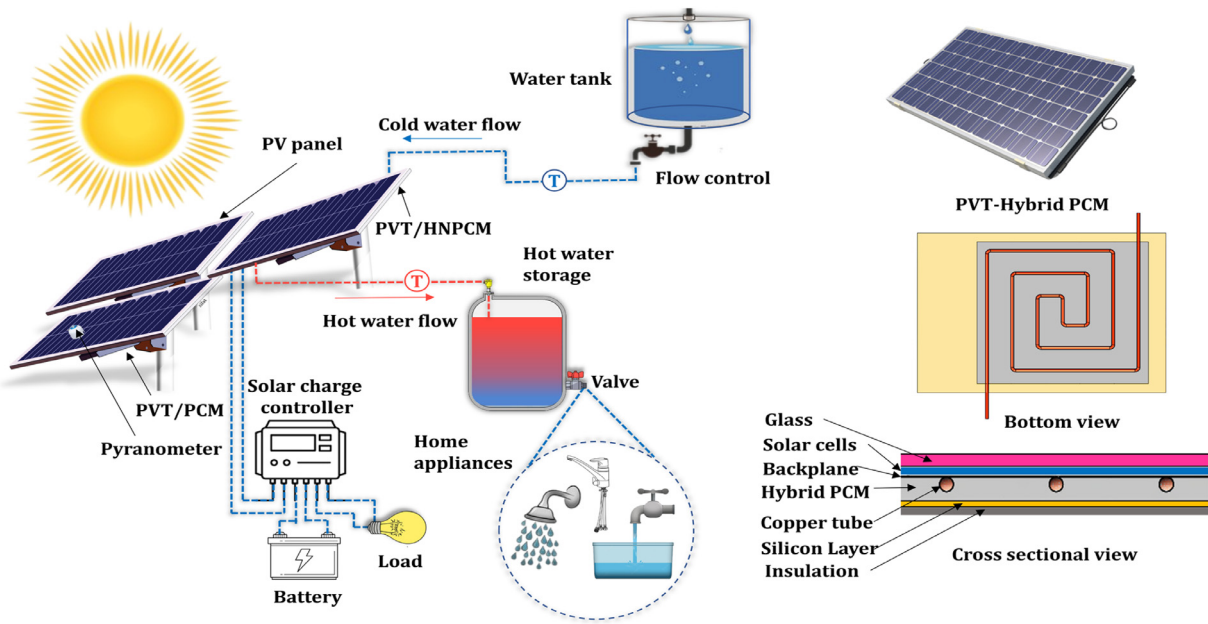 Water tank
Cold water flow
PV panel
T
Flow control
PVT/HNPCM
PVT-Hybrid PCM
Hot water
storage
T
Hot water flow
Solar charge
controller
Valve
PVT/PCM
Pyranometer
Home
appliances
Load
Battery
Bottom view
Glass
Solar cells
Backplane
Hybrid PCM
Copper tube
Silicon Layer
Insulation
Cross sectional view